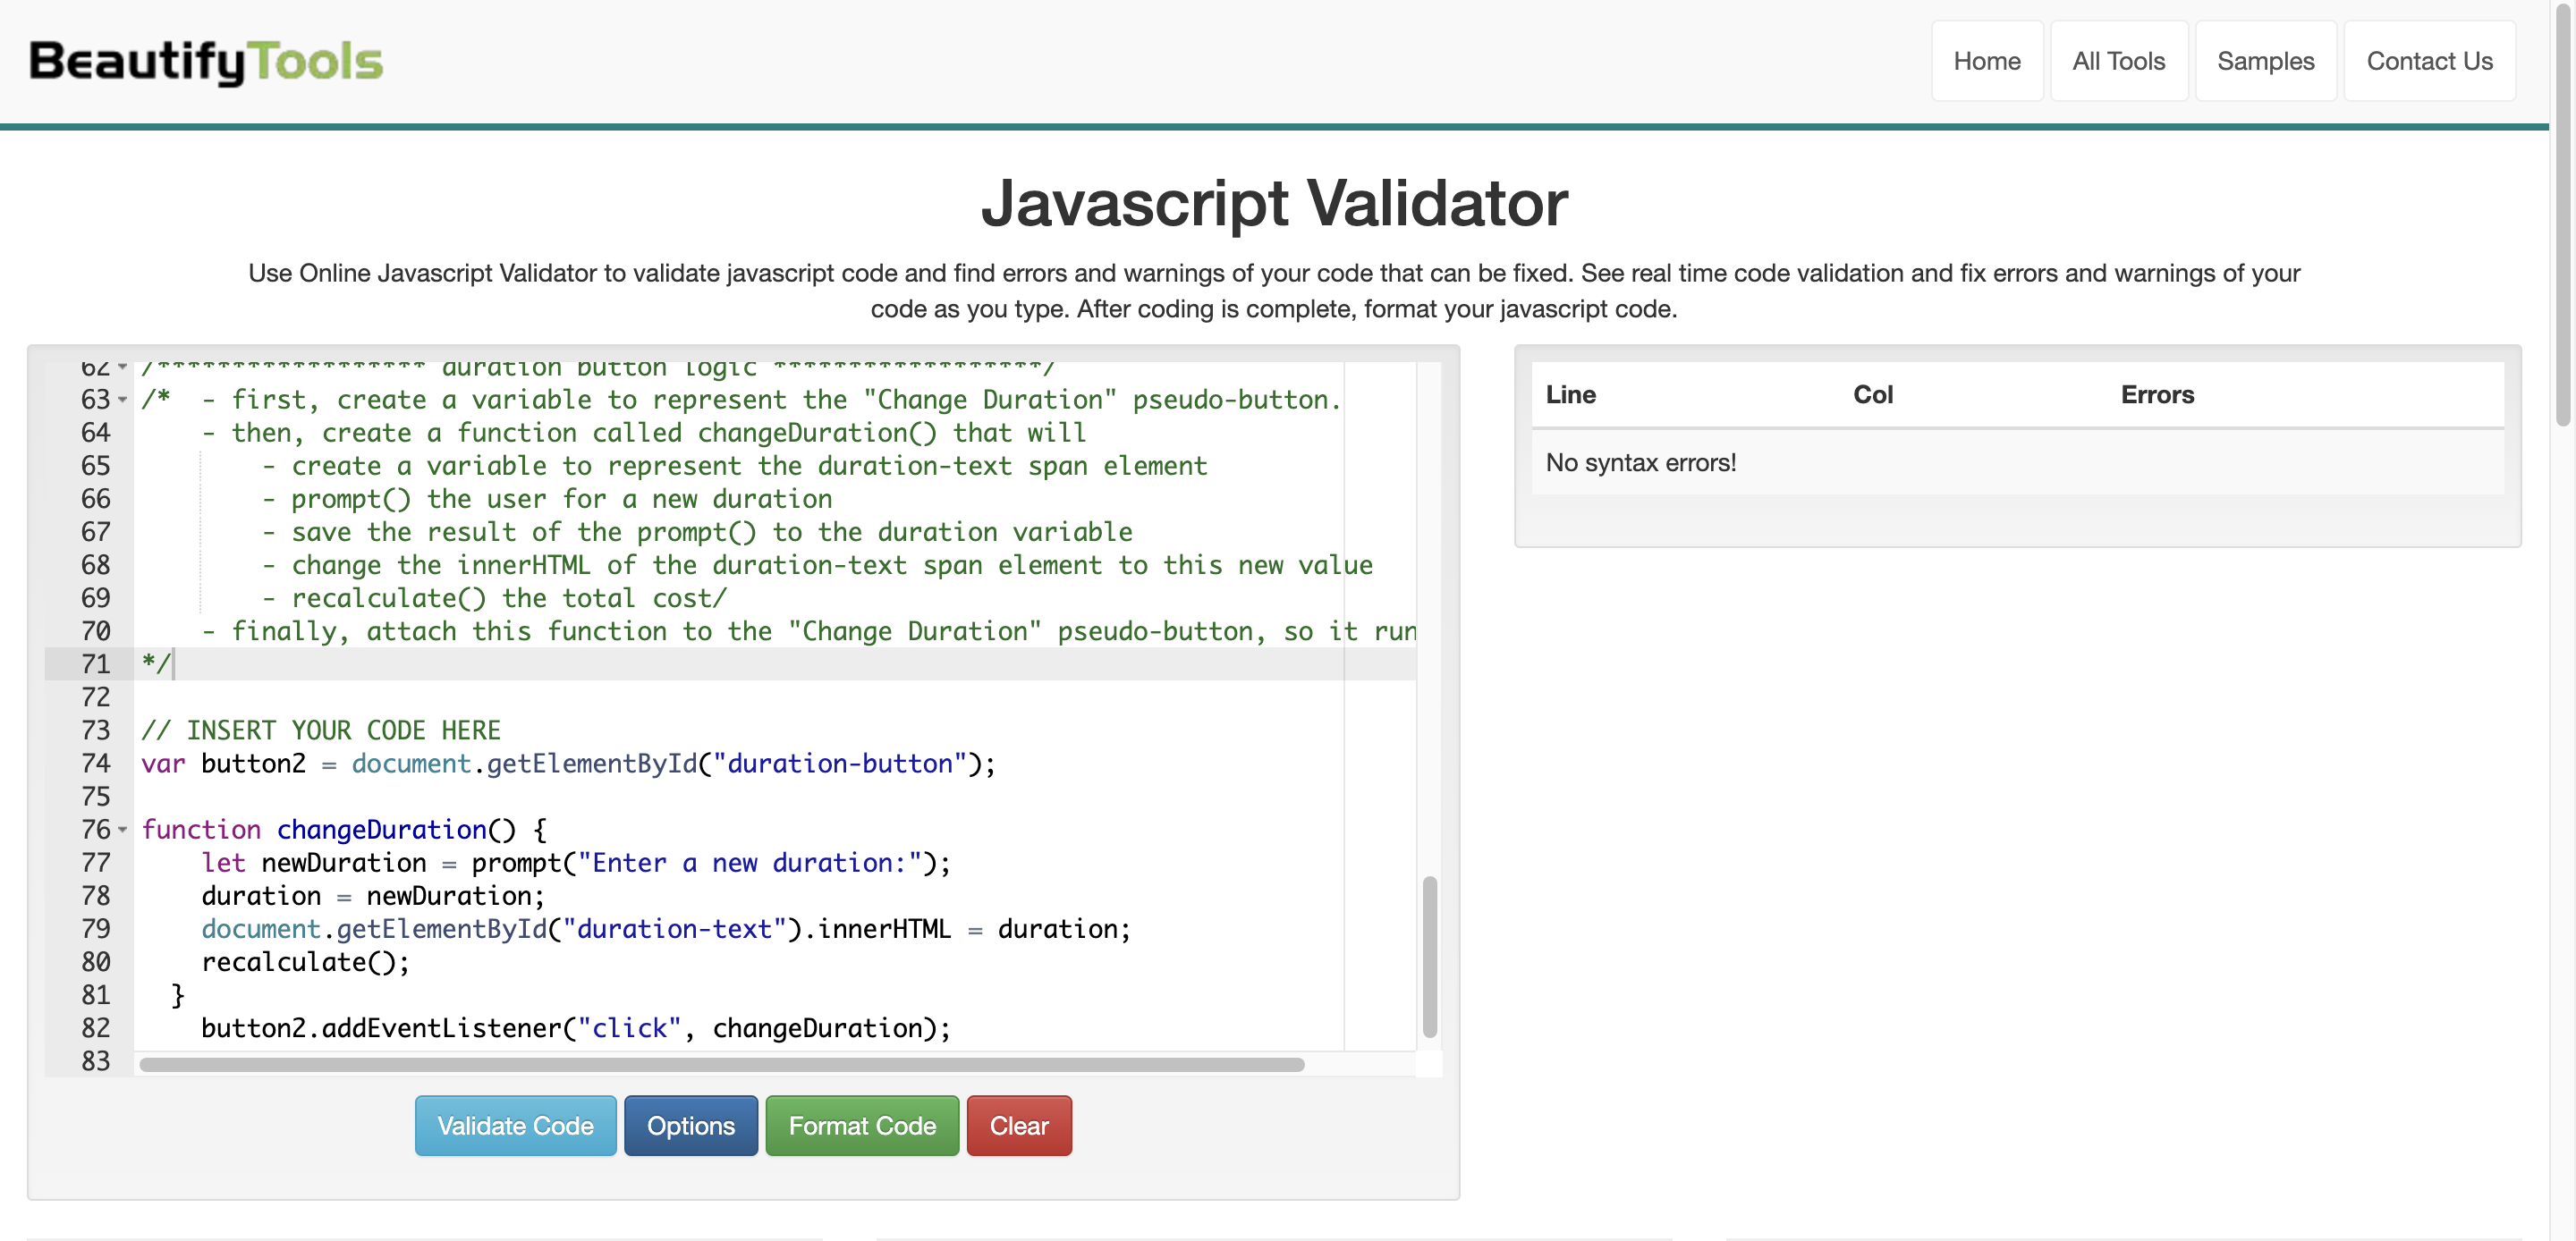 BeautifyTools
Home
All Tools
Samples
Contact Us
Javascript Validator
Use Online Javascript Validator to validate javascript code and find errors and warnings of your code that can be fixed. See real time code validation and fix errors and warnings of your
code as you type. After coding is complete, format your javascript code.
62 /****************** duration button logic ******************/
63 /*  - first, create a variable to represent the "Change Duration" pseudo-button.
64     - then, create a function called changeDuration() that will
65         - create a variable to represent the duration-text span element
66         - prompt() the user for a new duration
67         - save the result of the prompt() to the duration variable
68         - change the innerHTML of the duration-text span element to this new value
69         - recalculate() the total cost/
70     - finally, attach this function to the "Change Duration" pseudo-button, so it run
71 */
72
73 // INSERT YOUR CODE HERE
74 var button2 = document.getElementById("duration-button");
75
76 function changeDuration() {
77     let newDuration = prompt("Enter a new duration:");
78     duration = newDuration;
79     document.getElementById("duration-text").innerHTML = duration;
80     recalculate();
81   }
82     button2.addEventListener("click", changeDuration);
83
Validate Code
Options
Format Code
Clear
Line Col Errors
No syntax errors!